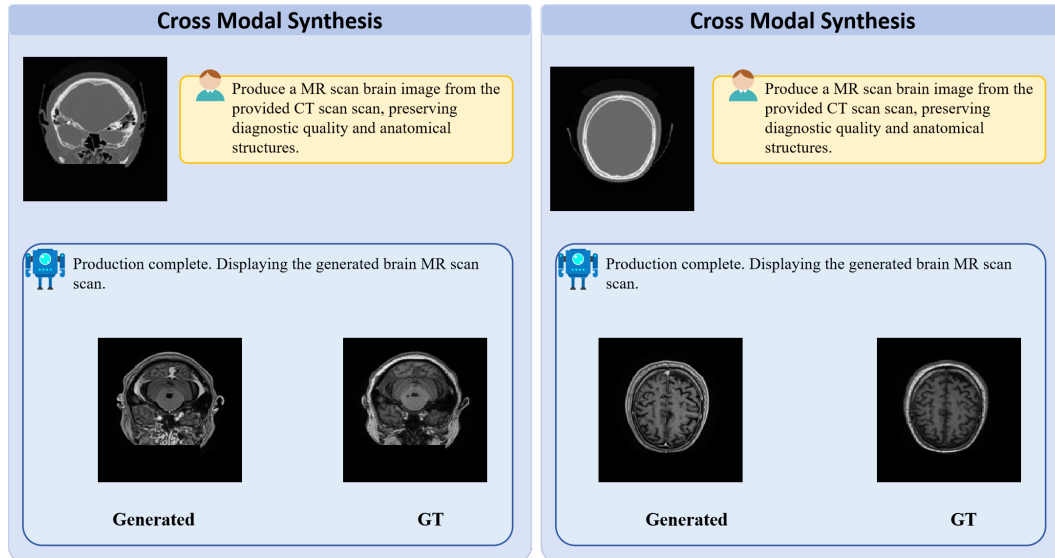 Cross Modal Synthesis
Produce a MR scan brain image from the
provided CT scan scan, preserving
diagnostic quality and anatomical
structures.
Production complete. Displaying the generated brain MR scan
scan.
Generated
GT
Cross Modal Synthesis
Produce a MR scan brain image from the
provided CT scan scan, preserving
diagnostic quality and anatomical
structures.
Production complete. Displaying the generated brain MR scan
scan.
Generated
GT